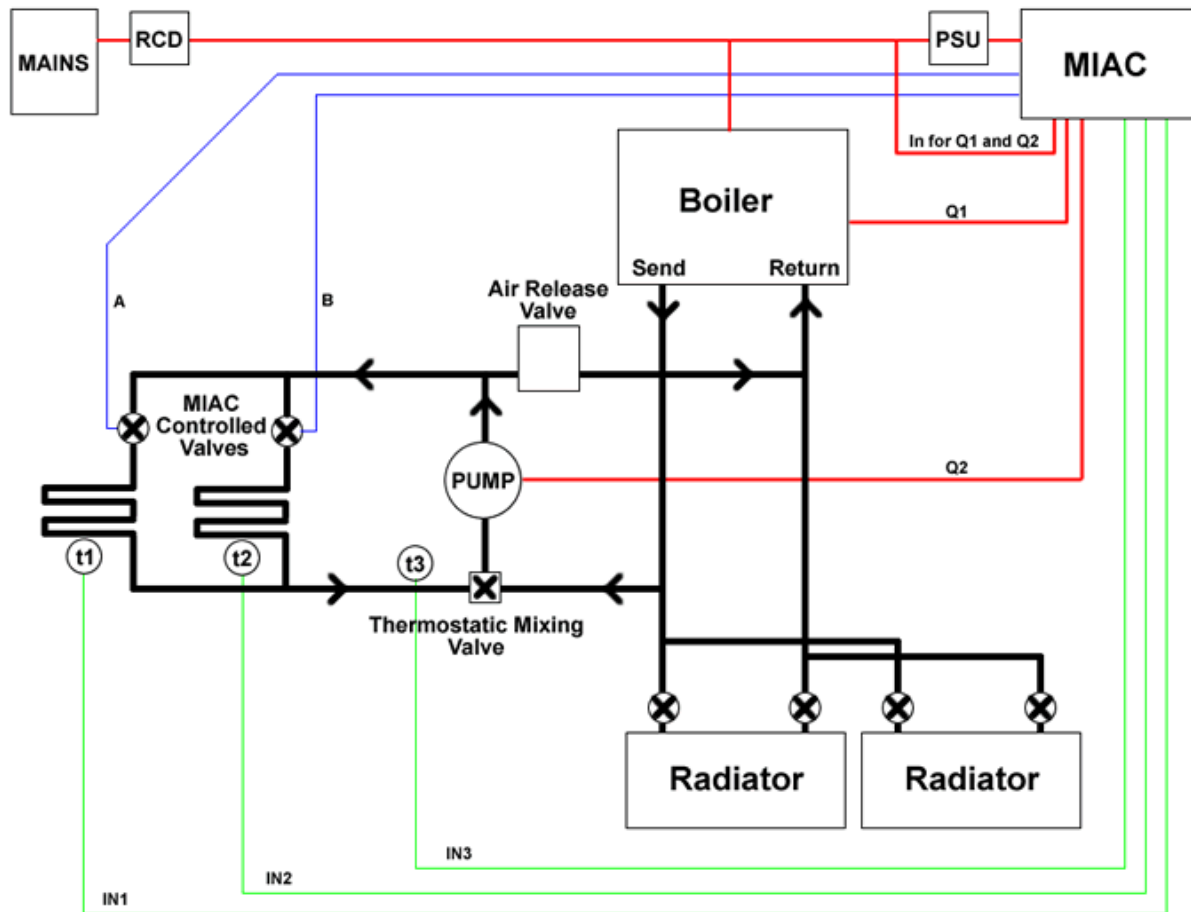 MAINS
RCD
PSU
MIAC
In for Q1 and Q2
Boiler
Q1
Send
Return
A
B
Air Release
Valve
MIAC
Controlled
Valves
PUMP
Q2
t1
t2
t3
Thermostatic Mixing
Valve
Radiator
Radiator
IN3
IN2
IN1